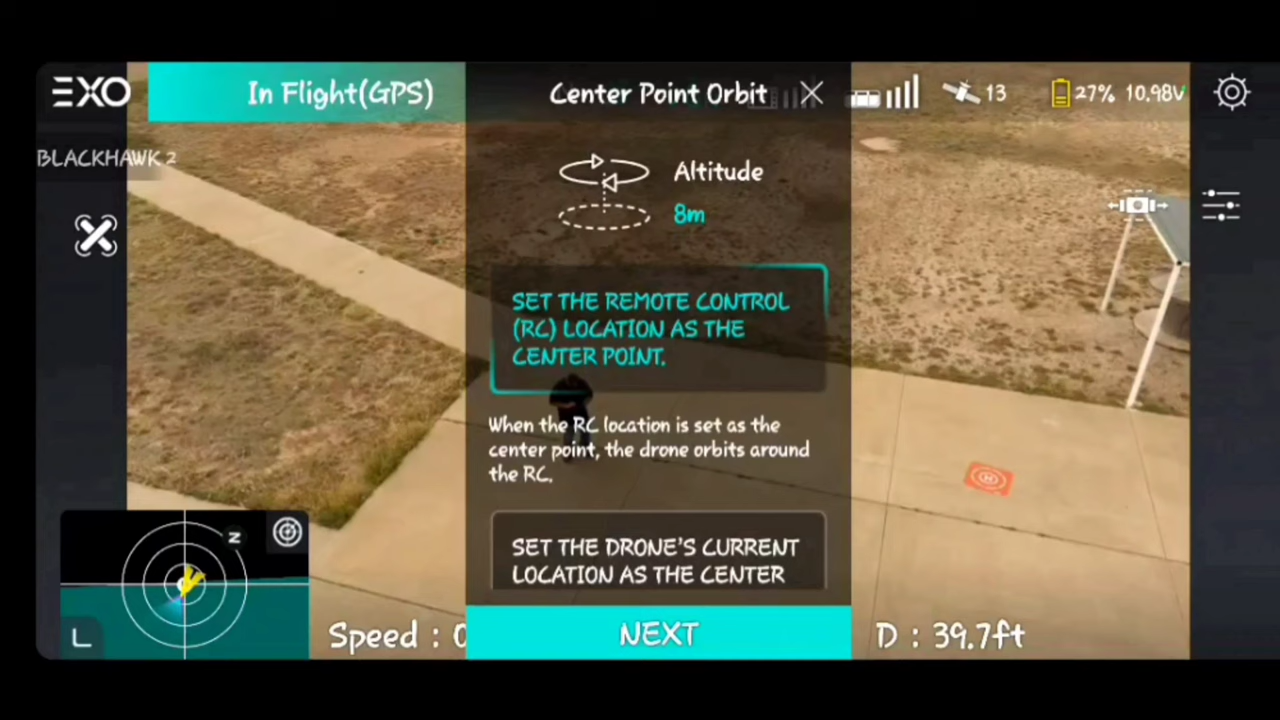 EXO
In Flight(GPS)
Center Point Orbit
13
27% 10.98V
BLACKHAWK 2
Altitude
8m
SET THE REMOTE CONTROL
(RC) LOCATION AS THE
CENTER POINT.
When the RC location is set as the
center point, the drone orbits around
the RC.
SET THE DRONE'S CURRENT
LOCATION AS THE CENTER
N
L
Speed : 0
NEXT
D : 39.7ft
H